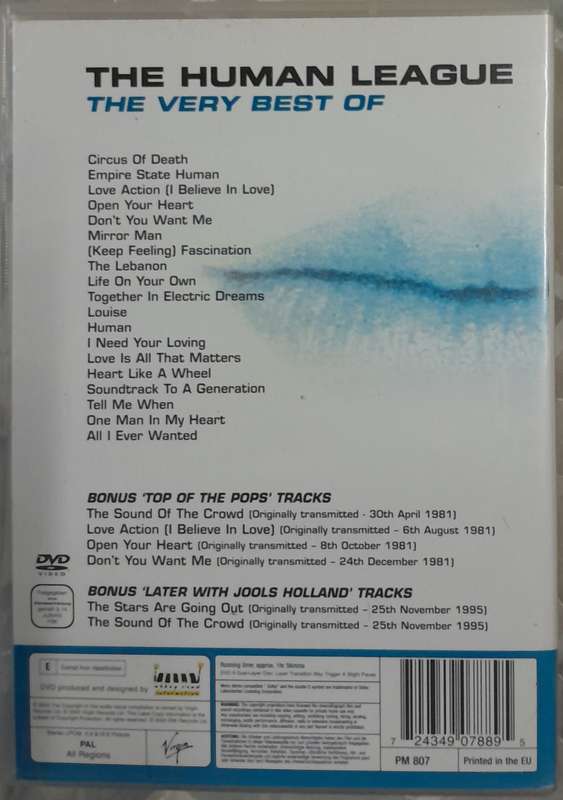 THE HUMAN LEAGUE
THE VERY BEST OF
Circus Of Death
Empire State Human
Love Action (I Believe In Love)
Open Your Heart
Don't You Want Me
Mirror Man
(Keep Feeling) Fascination
The Lebanon
Life On Your Own
Together In Electric Dreams
Louise
Human
I Need Your Loving
Love Is All That Matters
Heart Like A Wheel
Soundtrack To A Generation
Tell Me When
One Man In My Heart
All I Ever Wanted
BONUS 'TOP OF THE POPS' TRACKS
The Sound Of The Crowd (Originally transmitted - 30th April 1981)
Love Action (I Believe In Love) (Originally transmitted – 6th August 1981)
Open Your Heart (Originally transmitted – 8th October 1981)
Don't You Want Me (Originally transmitted – 24th December 1981)
BONUS 'LATER WITH JOOLS HOLLAND' TRACKS
The Stars Are Going Out (Originally transmitted – 25th November 1995)
The Sound Of The Crowd (Originally transmitted – 25th November 1995)
DVD
VIDEO
E Exempt from classification
DVD produced and designed by
abbey road
interactive
PAL
All Regions
Virgin
7 24349 07889 5
PM 807
Printed in the EU